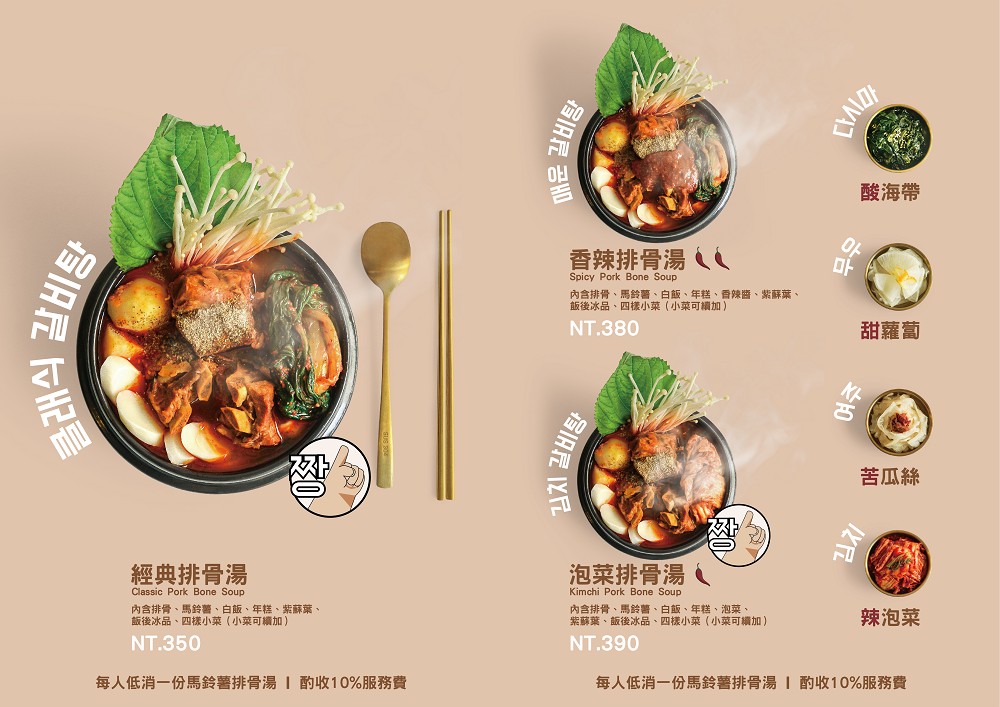 클래식 갈비탕
짱
經典排骨湯
Classic Pork Bone Soup
內含排骨、馬鈴薯、白飯、年糕、紫蘇葉、
飯後冰品、四樣小菜（小菜可續加）
NT.350
每人低消一份馬鈴薯排骨湯 | 酌收10%服務費
매운 갈비탕
香辣排骨湯
Spicy Pork Bone Soup
內含排骨、馬鈴薯、白飯、年糕、香辣醬、紫蘇葉、
飯後冰品、四樣小菜（小菜可續加）
NT.380
김치 갈비탕
짱
泡菜排骨湯
Kimchi Pork Bone Soup
內含排骨、馬鈴薯、白飯、年糕、泡菜、
紫蘇葉、飯後冰品、四樣小菜（小菜可續加）
NT.390
다시마
酸海帶
무우
甜蘿蔔
여주
苦瓜絲
김치
辣泡菜
每人低消一份馬鈴薯排骨湯 | 酌收10%服務費